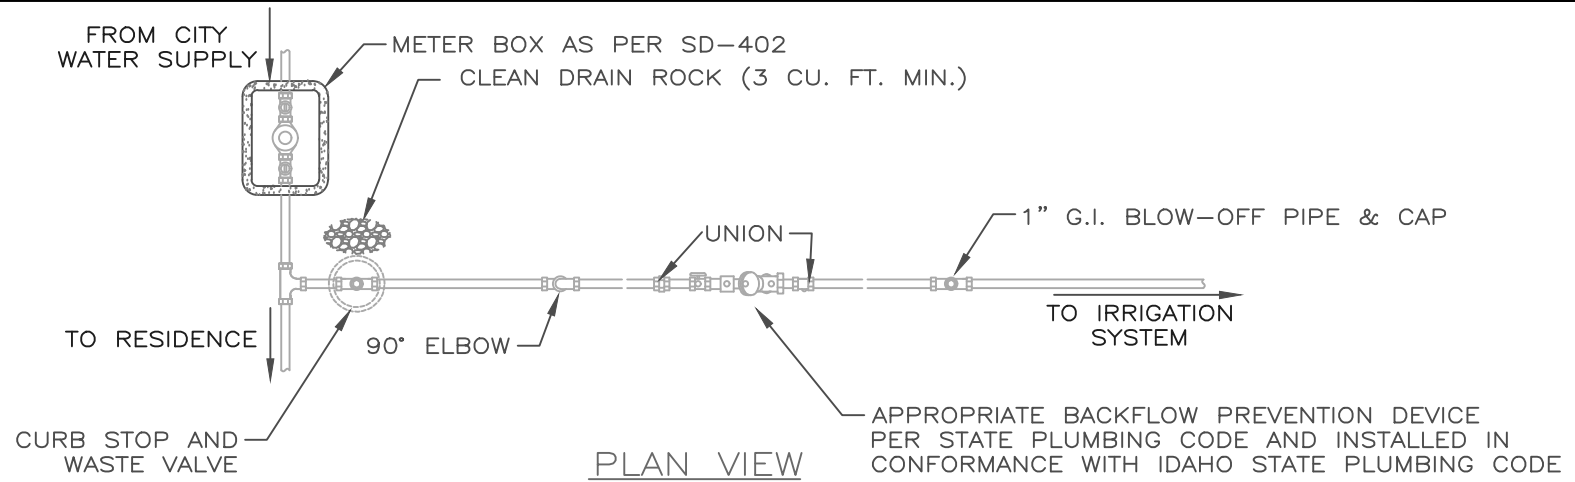 FROM CITY
WATER SUPPLY
METER BOX AS PER SD-402
CLEAN DRAIN ROCK (3 CU. FT. MIN.)
1" G.I. BLOW-OFF PIPE & CAP
UNION
TO RESIDENCE
90° ELBOW
TO IRRIGATION
SYSTEM
CURB STOP AND
WASTE VALVE
PLAN VIEW
APPROPRIATE BACKFLOW PREVENTION DEVICE
PER STATE PLUMBING CODE AND INSTALLED IN
CONFORMANCE WITH IDAHO STATE PLUMBING CODE